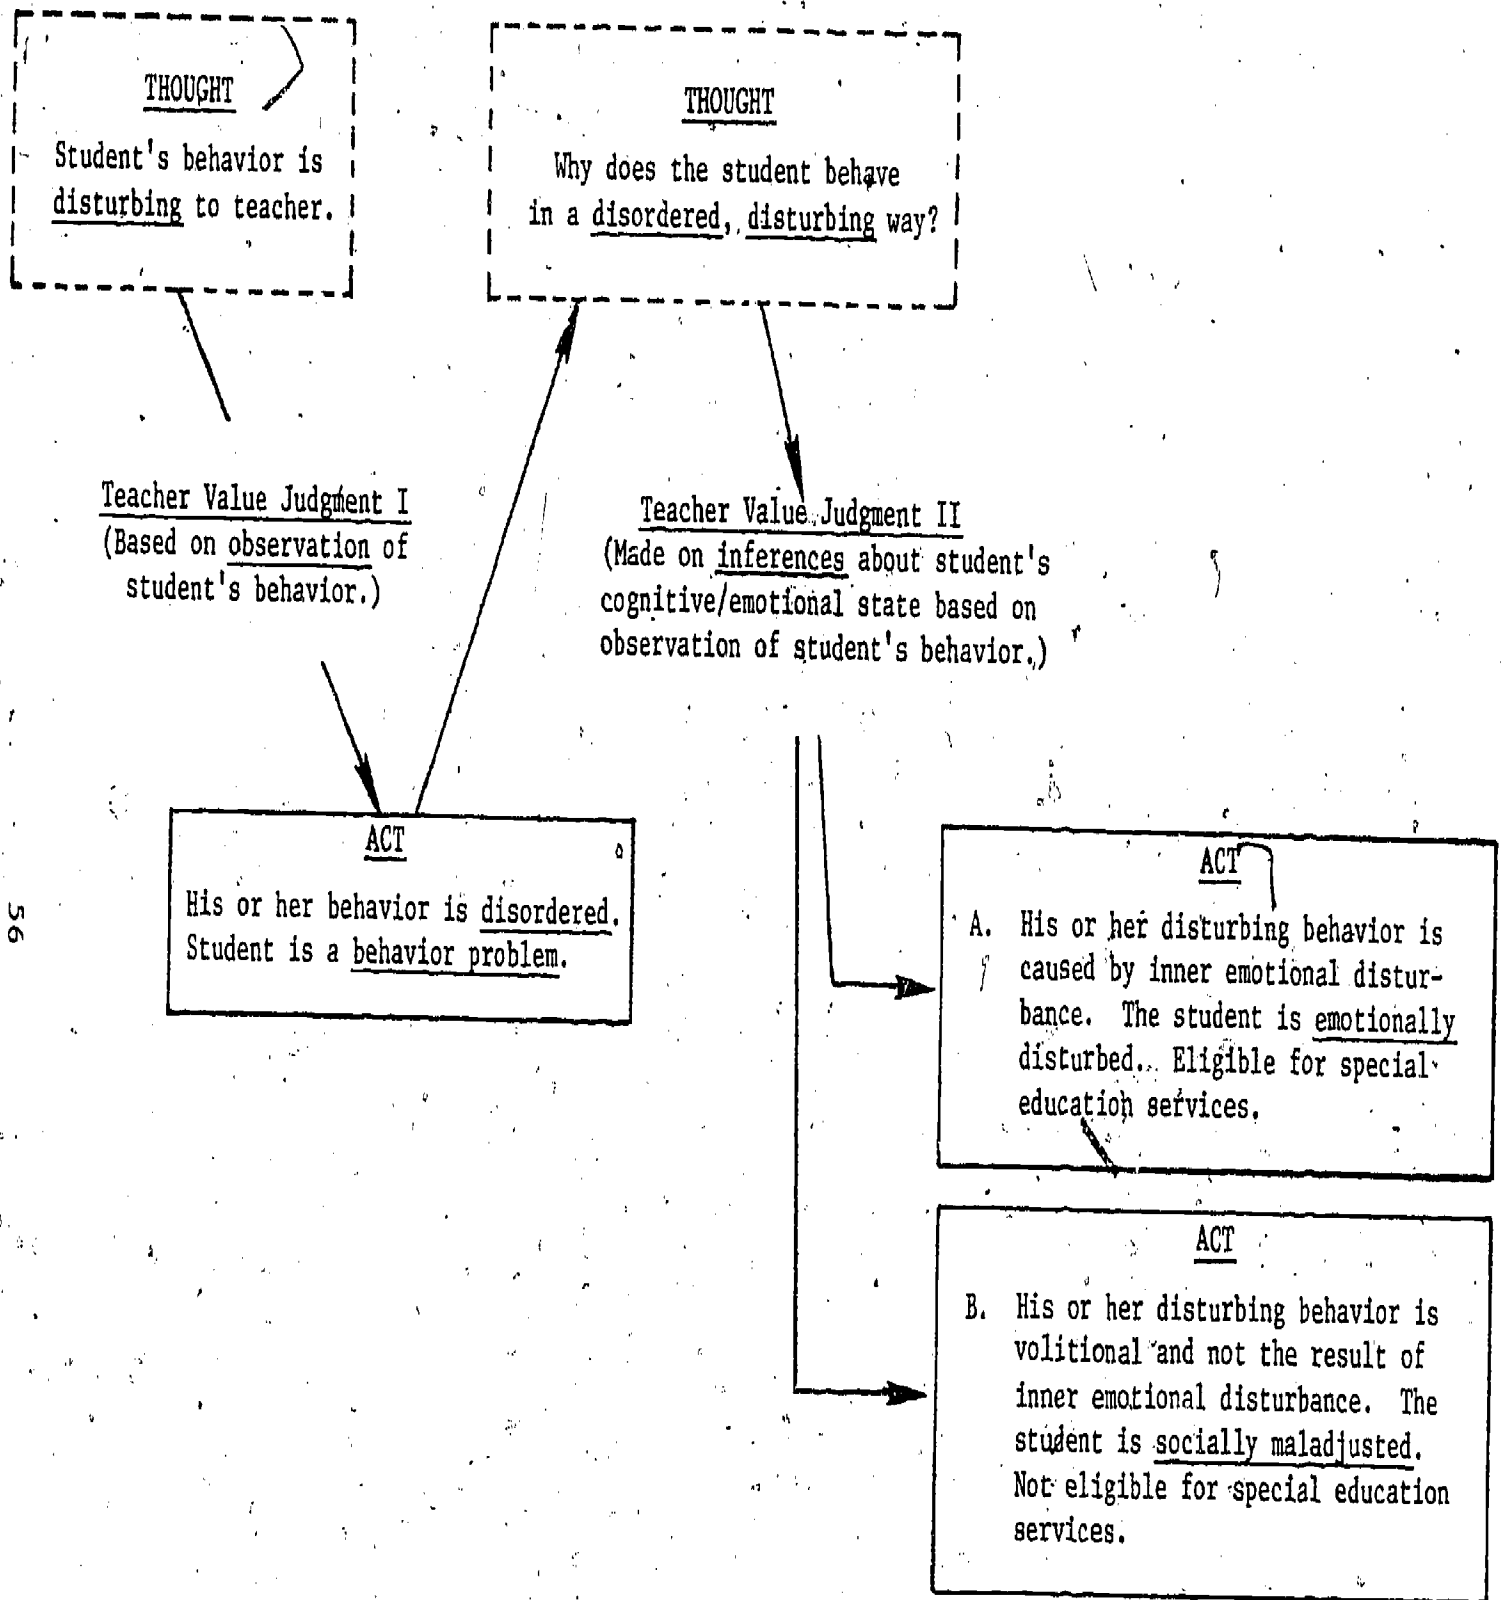 THOUGHT
Student's behavior is
disturbing to teacher.
THOUGHT
Why does the student behave
in a disordered, disturbing way?
Teacher Value Judgment I
(Based on observation of
student's behavior.)
Teacher Value Judgment II
(Made on inferences about student's
cognitive/emotional state based on
observation of student's behavior.)
ACT
His or her behavior is disordered.
Student is a behavior problem.
ACT
A. His or her disturbing behavior is
caused by inner emotional distur-
bance. The student is emotionally
disturbed. Eligible for special
education services.
ACT
B. His or her disturbing behavior is
volitional and not the result of
inner emotional disturbance. The
student is socially maladjusted.
Not eligible for special education
services.
56